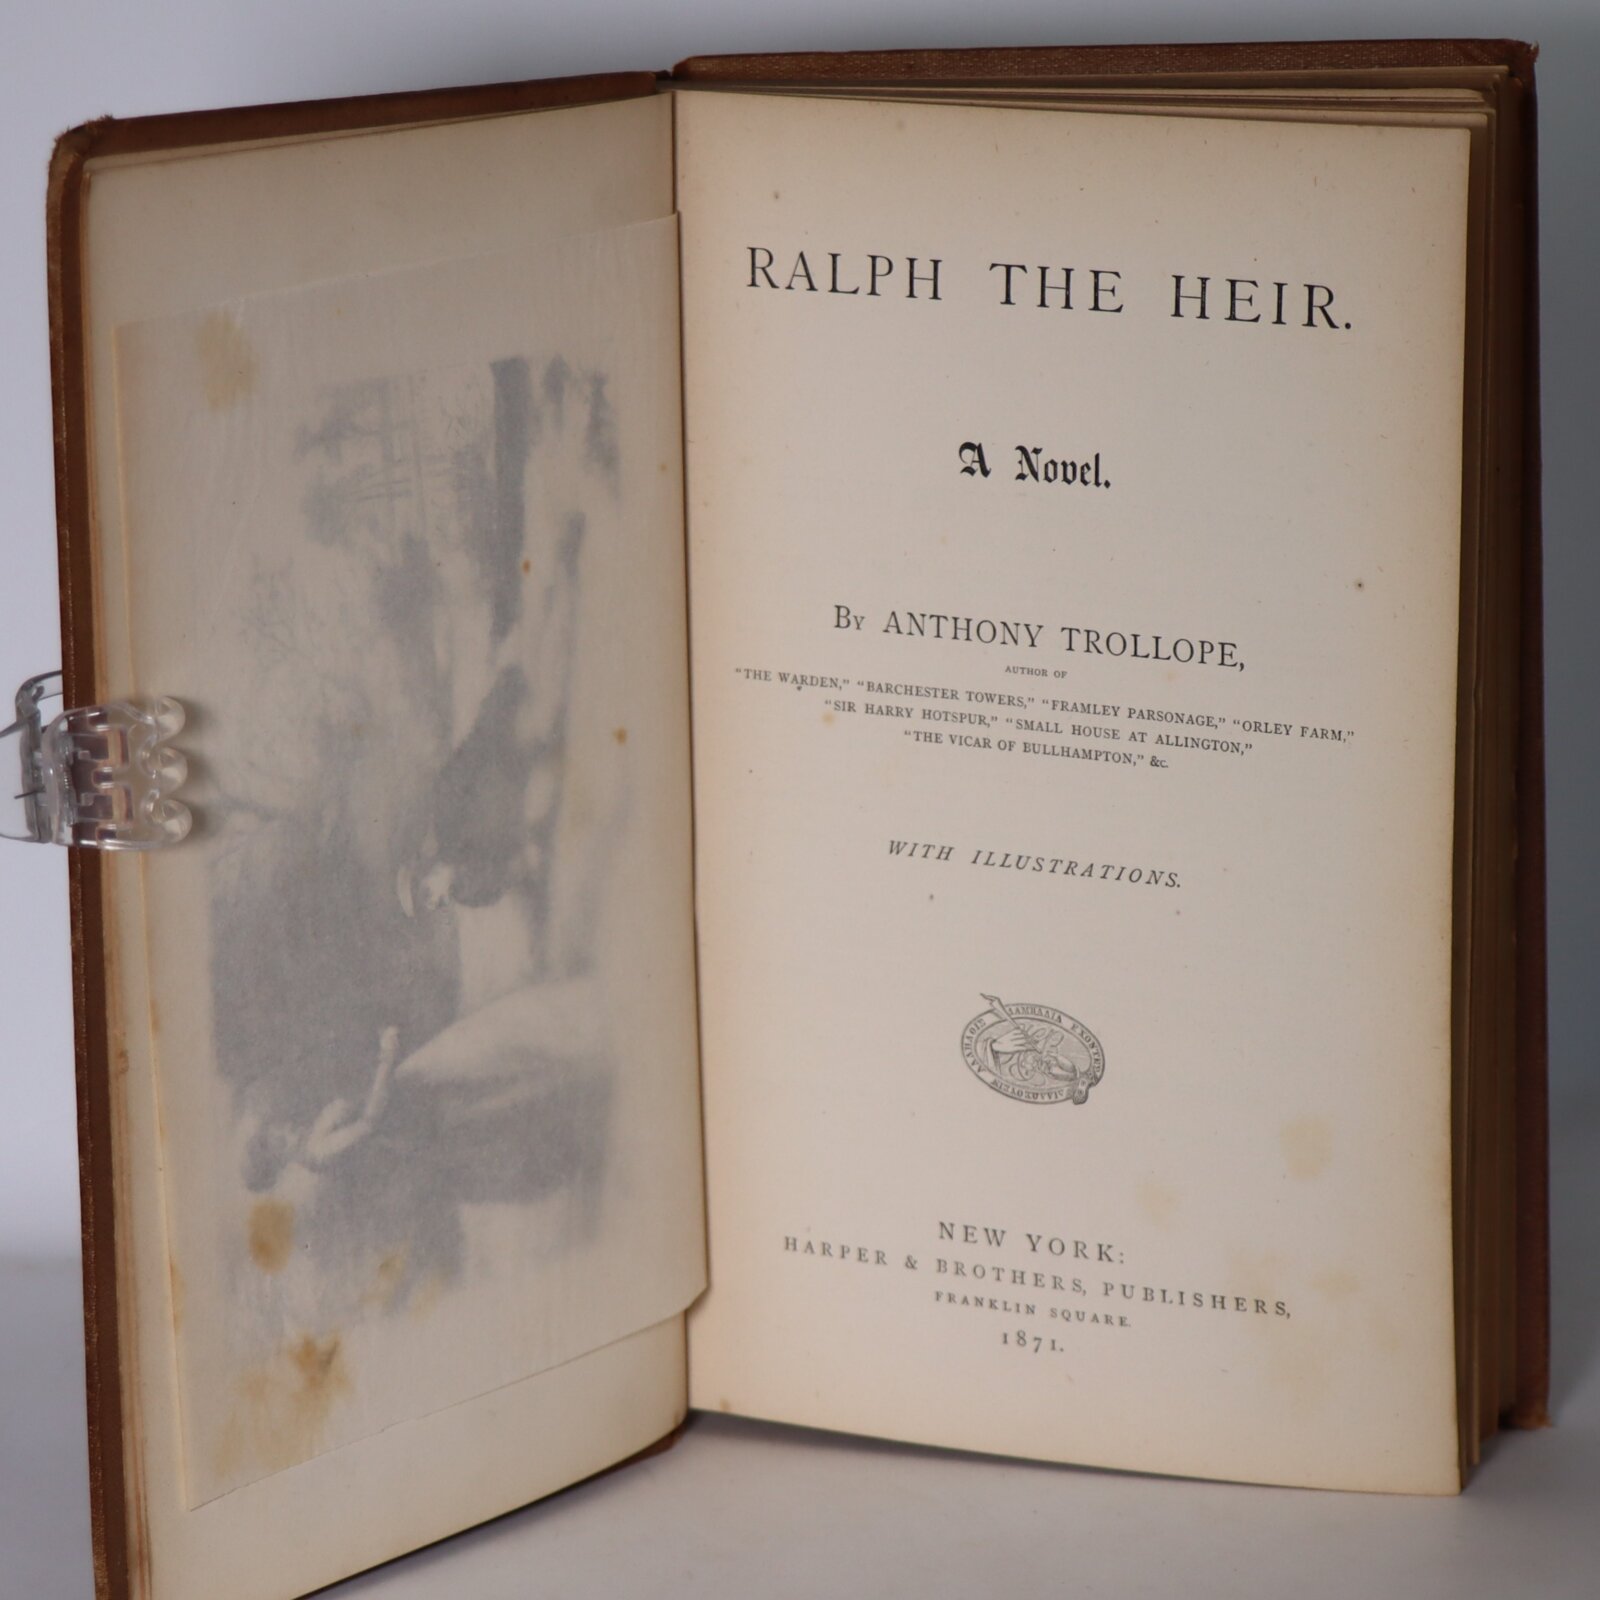 RALPH THE HEIR.
A Novel.
By ANTHONY TROLLOPE,
AUTHOR OF
"THE WARDEN," "BARCHESTER TOWERS," "FRAMLEY PARSONAGE," "ORLEY FARM,"
"SIR HARRY HOTSPUR," "SMALL HOUSE AT ALLINGTON,"
"THE VICAR OF BULLHAMPTON," &c.
WITH ILLUSTRATIONS.
NEW YORK:
HARPER & BROTHERS, PUBLISHERS,
FRANKLIN SQUARE.
1871.